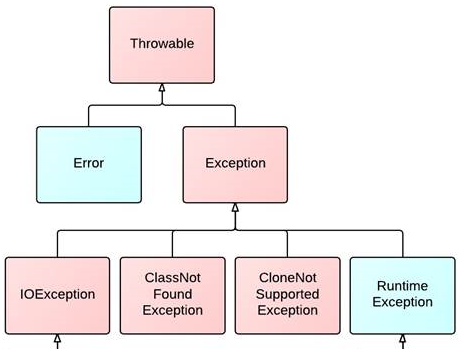 Throwable
Error
Exception
IOException
ClassNot
Found
Exception
CloneNot
Supported
Exception
Runtime
Exception